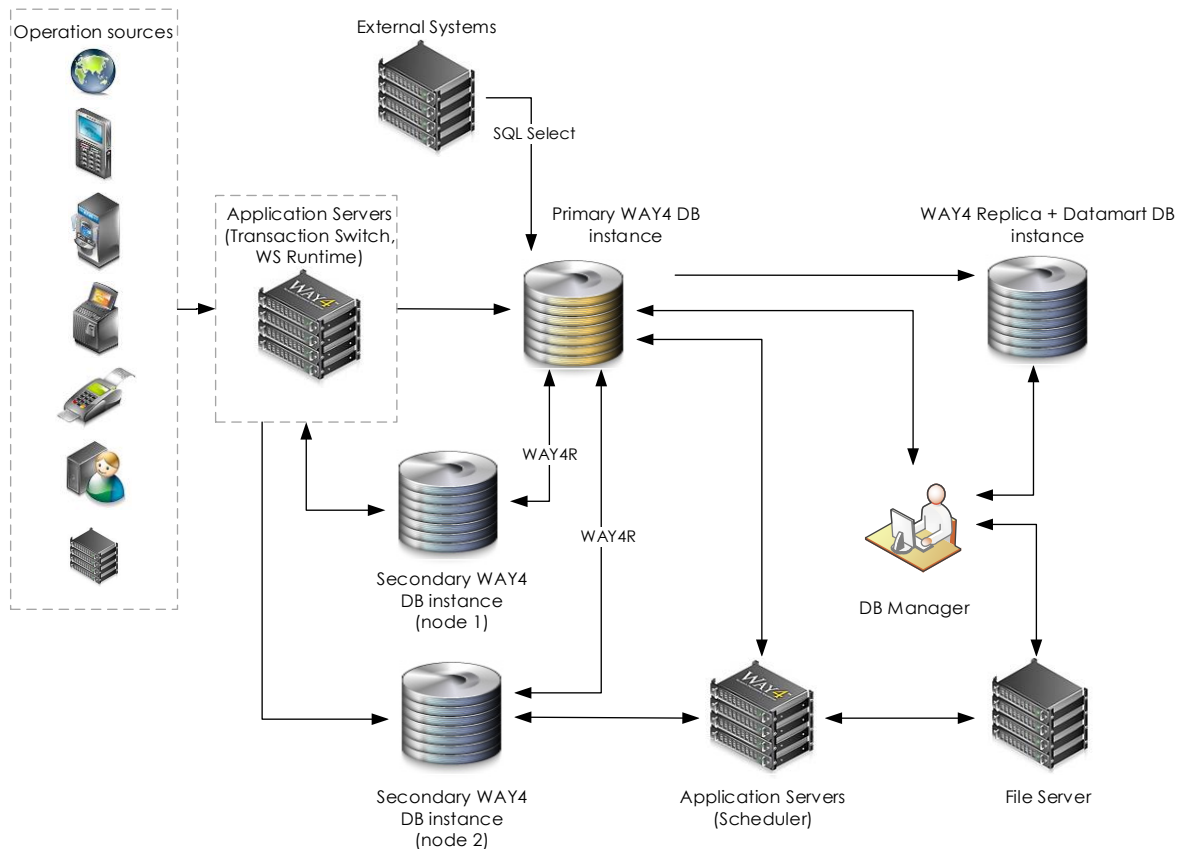 Operation sources
External Systems
SQL Select
Application Servers
(Transaction Switch,
WS Runtime)
WAY4
Primary WAY4 DB
instance
WAY4 Replica + Datamart DB
instance
WAY4R
WAY4R
Secondary WAY4
DB instance
(node 1)
DB Manager
WAY4
Secondary WAY4
DB instance
(node 2)
Application Servers
(Scheduler)
File Server